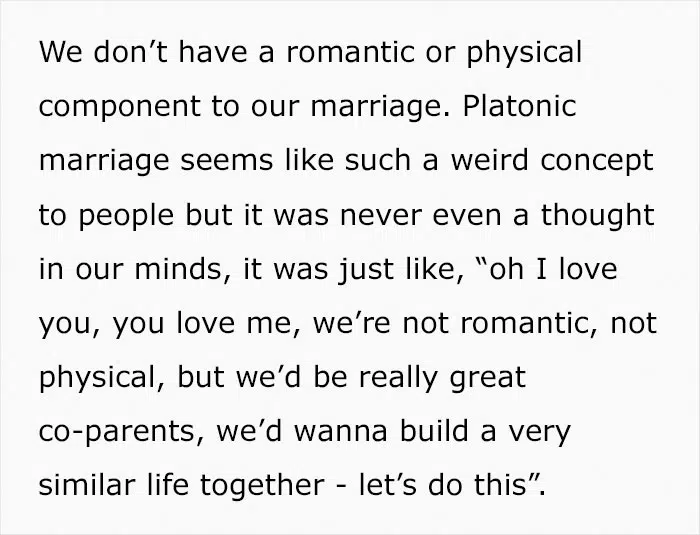 We don’t have a romantic or physical
component to our marriage. Platonic
marriage seems like such a weird concept
to people but it was never even a thought
in our minds, it was just like, “oh I love
you, you love me, we’re not romantic, not
physical, but we’d be really great
co-parents, we’d wanna build a very
similar life together - let’s do this”.